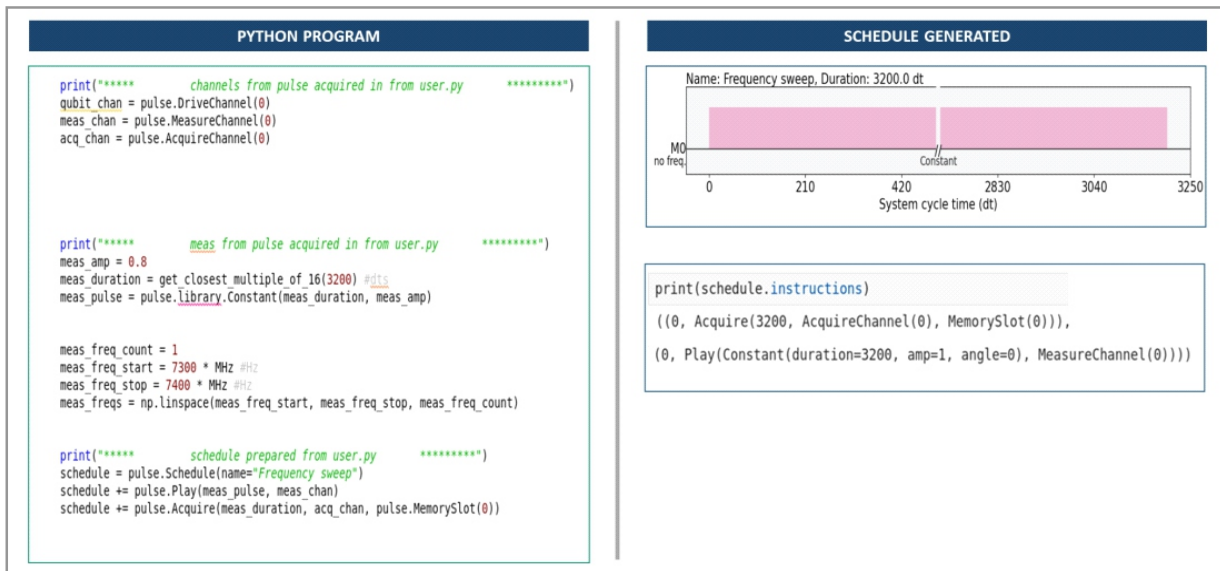 PYTHON PROGRAM
print("***** channels from pulse acquired in from user.py *********")
qubit_chan = pulse.DriveChannel(0)
meas_chan = pulse.MeasureChannel(0)
acq_chan = pulse.AcquireChannel(0)
print("***** meas from pulse acquired in from user.py *********")
meas_amp = 0.8
meas_duration = get_closest_multiple_of_16(3200) #dts
meas_pulse = pulse.library.Constant(meas_duration, meas_amp)
meas_freq_count = 1
meas_freq_start = 7300 * MHz #Hz
meas_freq_stop = 7400 * MHz #Hz
meas_freqs = np.linspace(meas_freq_start, meas_freq_stop, meas_freq_count)
print("***** schedule prepared from user.py *********")
schedule = pulse.Schedule(name="Frequency sweep")
schedule += pulse.Play(meas_pulse, meas_chan)
schedule += pulse.Acquire(meas_duration, acq_chan, pulse.MemorySlot(0))
SCHEDULE GENERATED
Name: Frequency sweep, Duration: 3200.0 dt
M0
no freq.
Constant
0 210 420 2830 3040 3250
System cycle time (dt)
print(schedule.instructions)
((0, Acquire(3200, AcquireChannel(0), MemorySlot(0))),
(0, Play(Constant(duration=3200, amp=1, angle=0), MeasureChannel(0))))